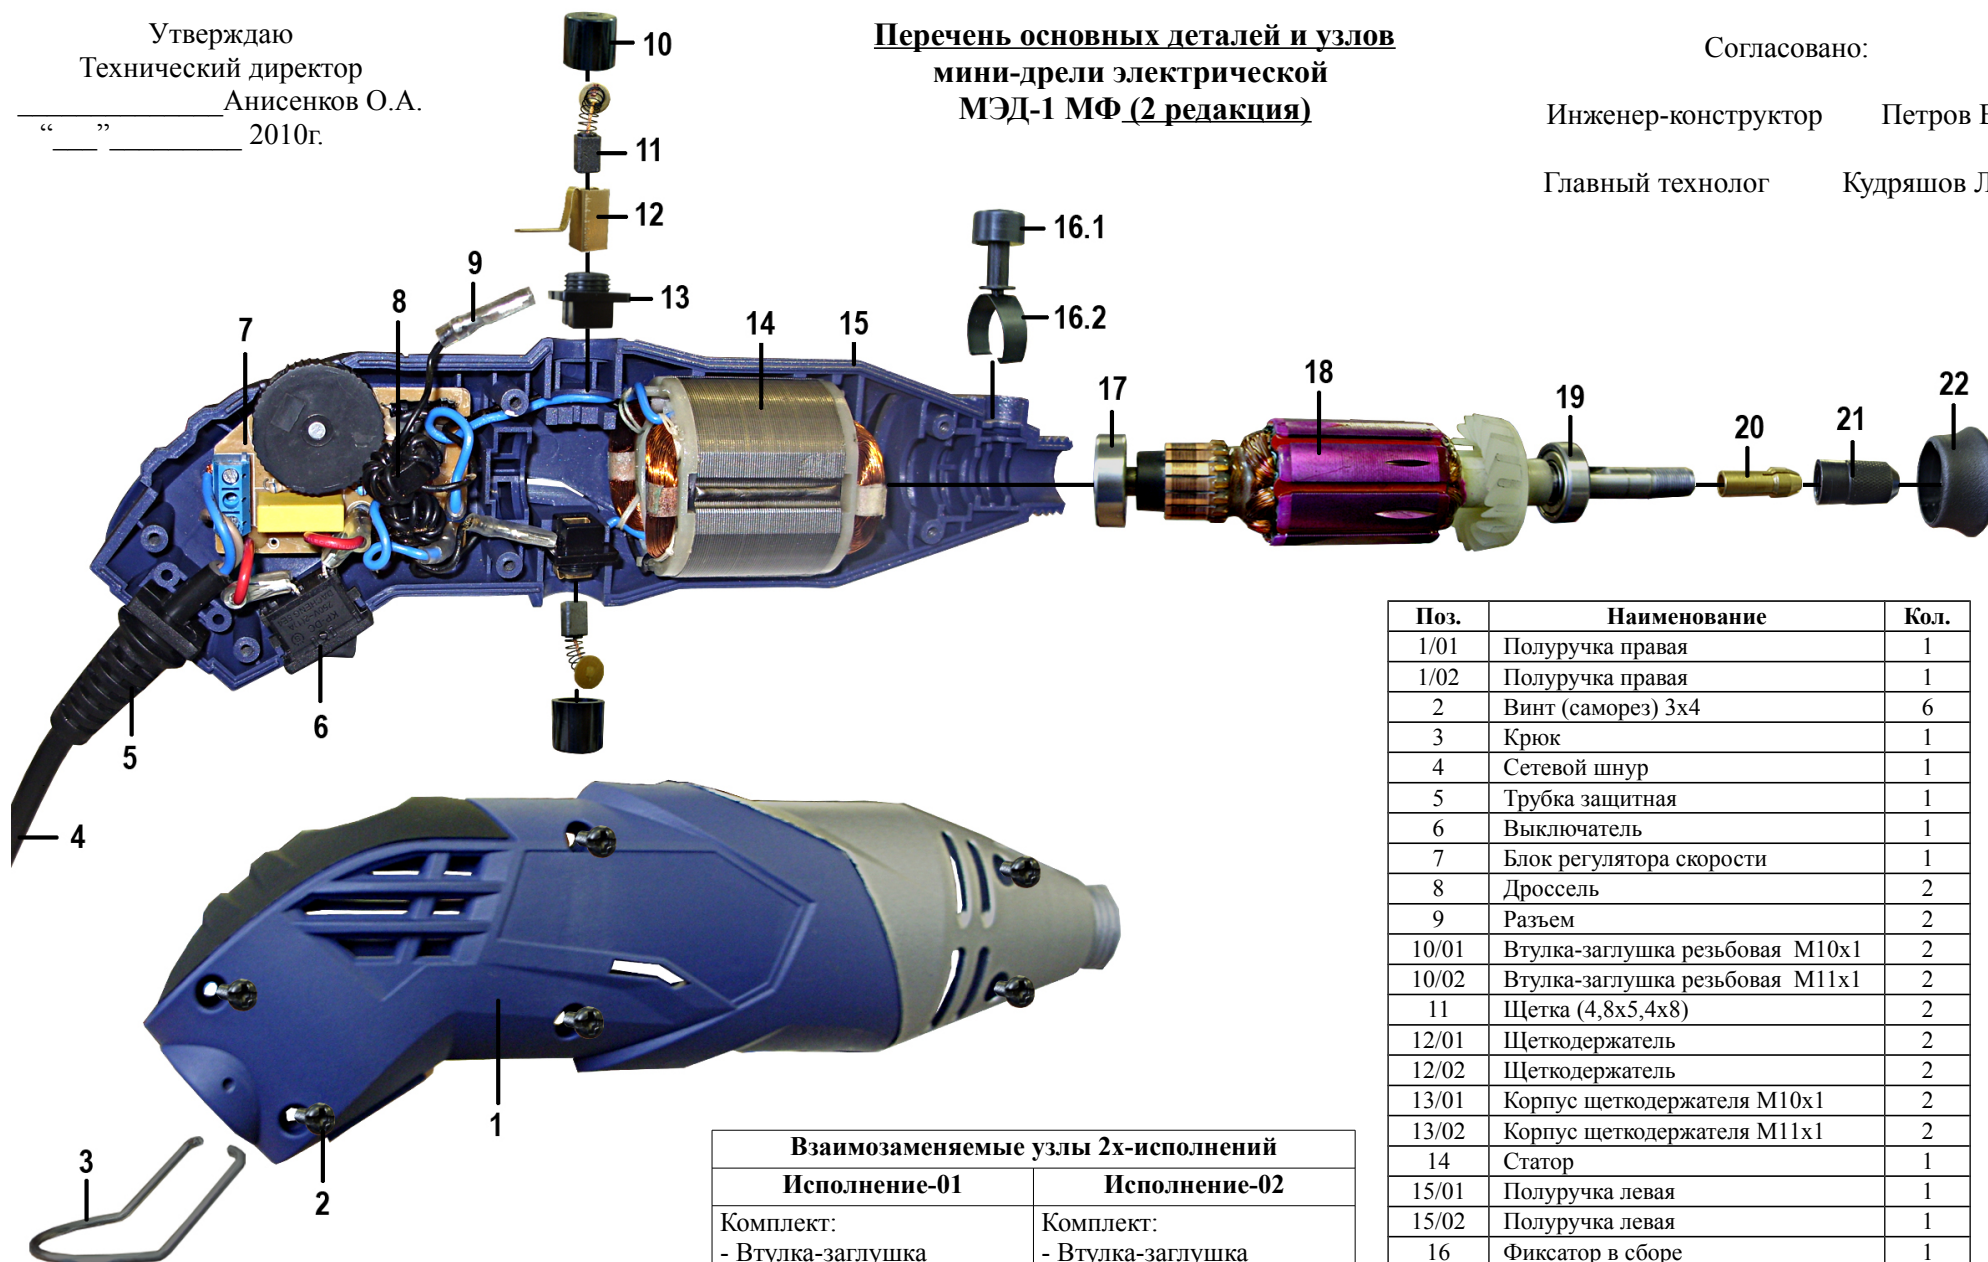 Утверждаю
Технический директор
_______________Анисенков О.А.
“___”_________ 2010г.
Перечень основных деталей и узлов
мини-дрели электрической
МЭД-1 МФ (2 редакция)
Согласовано:
Инженер-конструктор Петров
Главный технолог Кудряшов
10
11
12
13
9
8
7
14
15
16.1
16.2
17
18
19
20
21
22
6
5
4
1
2
3
Поз. Наименование Кол.
1/01 Полуручка правая 1
1/02 Полуручка правая 1
2 Винт (саморез) 3х4 6
3 Крюк 1
4 Сетевой шнур 1
5 Трубка защитная 1
6 Выключатель 1
7 Блок регулятора скорости 1
8 Дроссель 2
9 Разъем 2
10/01 Втулка-заглушка резьбовая М10х1 2
10/02 Втулка-заглушка резьбовая М11х1 2
11 Щетка (4,8х5,4х8) 2
12/01 Щеткодержатель 2
12/02 Щеткодержатель 2
13/01 Корпус щеткодержателя М10х1 2
13/02 Корпус щеткодержателя М11х1 2
14 Статор 1
15/01 Полуручка левая 1
15/02 Полуручка левая 1
16 Фиксатор в сборе 1
Взаимозаменяемые узлы 2х-исполнений
Исполнение-01 Исполнение-02
Комплект: Комплект:
- Втулка-заглушка - Втулка-заглушка